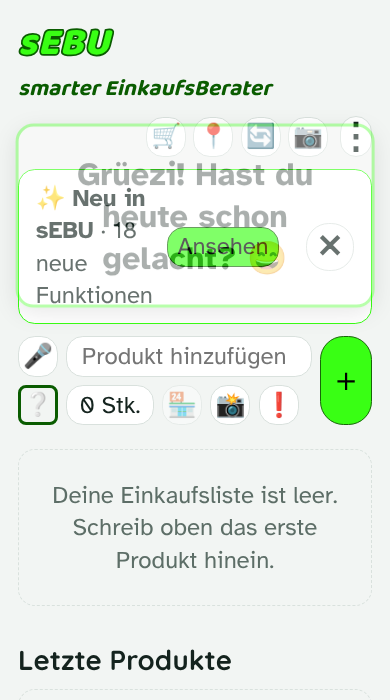 sEBU
smarter EinkaufsBerater
Grüezi! Hast du
heute schon
gelacht? 😊
✨ Neu in
sEBU · 18
neue
Funktionen
Ansehen
✕
Produkt hinzufügen
0 Stk.
+
Deine Einkaufsliste ist leer.
Schreib oben das erste
Produkt hinein.
Letzte Produkte